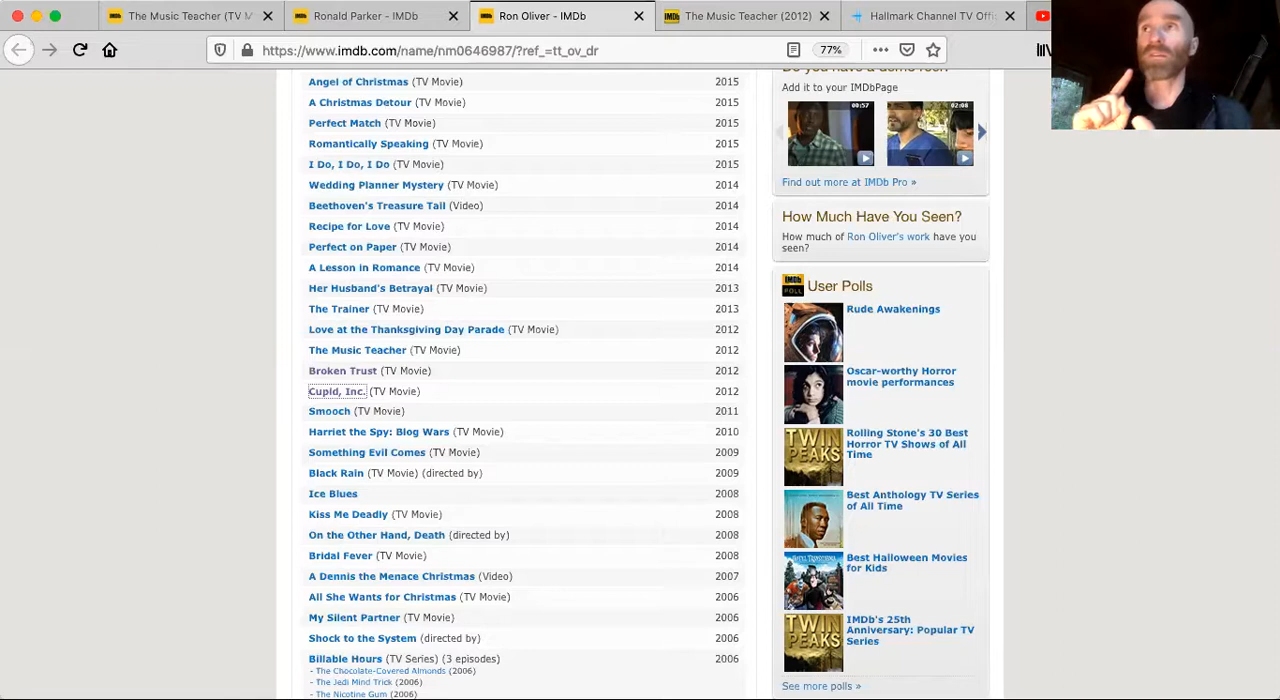 The Music Teacher (TV M
Ronald Parker - IMDb
Ron Oliver - IMDb
The Music Teacher (2012)
Hallmark Channel TV Offi
https://www.imdb.com/name/nm0646987/?ref_=tt_ov_dr
77%
Angel of Christmas (TV Movie) 2015
A Christmas Detour (TV Movie) 2015
Perfect Match (TV Movie) 2015
Romantically Speaking (TV Movie) 2015
I Do, I Do, I Do (TV Movie) 2015
Wedding Planner Mystery (TV Movie) 2014
Beethoven's Treasure Tail (Video) 2014
Recipe for Love (TV Movie) 2014
Perfect on Paper (TV Movie) 2014
A Lesson in Romance (TV Movie) 2014
Her Husband's Betrayal (TV Movie) 2013
The Trainer (TV Movie) 2013
Love at the Thanksgiving Day Parade (TV Movie) 2012
The Music Teacher (TV Movie) 2012
Broken Trust (TV Movie) 2012
Cupid, Inc. (TV Movie) 2012
Smooch (TV Movie) 2011
Harriet the Spy: Blog Wars (TV Movie) 2010
Something Evil Comes (TV Movie) 2009
Black Rain (TV Movie) (directed by) 2009
Ice Blues 2008
Kiss Me Deadly (TV Movie) 2008
On the Other Hand, Death (directed by) 2008
Bridal Fever (TV Movie) 2008
A Dennis the Menace Christmas (Video) 2007
All She Wants for Christmas (TV Movie) 2006
My Silent Partner (TV Movie) 2006
Shock to the System (directed by) 2006
Billable Hours (TV Series) (3 episodes) 2006
- The Chocolate-Covered Almonds (2006)
- The Jedi Mind Trick (2006)
- The Nicotine Gum (2006)
Add it to your IMDbPage
00:57
02:08
Find out more at IMDb Pro »
How Much Have You Seen?
How much of Ron Oliver's work have you
seen?
IMDb
POLL
User Polls
Rude Awakenings
Oscar-worthy Horror
movie performances
TWIN
PEAKS
Rolling Stone's 30 Best
Horror TV Shows of All
Time
Best Anthology TV Series
of All Time
Best Halloween Movies
for Kids
TWIN
PEAKS
IMDb's 25th
Anniversary: Popular TV
Series
See more polls »